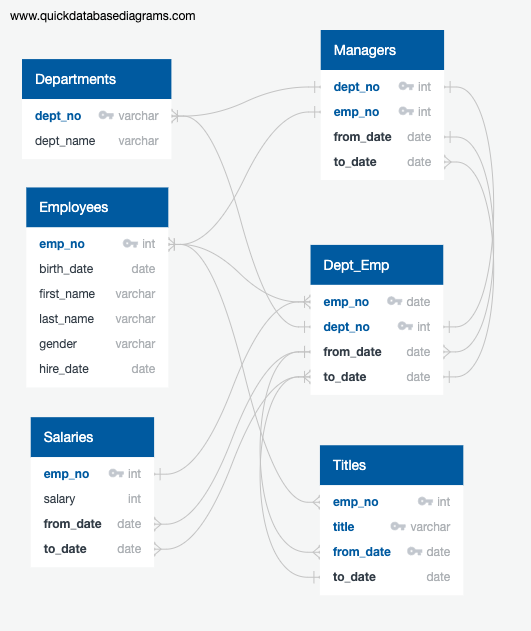 www.quickdatabasediagrams.com
Departments
dept_no varchar
dept_name varchar
Managers
dept_no int
emp_no int
from_date date
to_date date
Employees
emp_no int
birth_date date
first_name varchar
last_name varchar
gender varchar
hire_date date
Dept_Emp
emp_no date
dept_no int
from_date date
to_date date
Salaries
emp_no int
salary int
from_date date
to_date date
Titles
emp_no int
title varchar
from_date date
to_date date